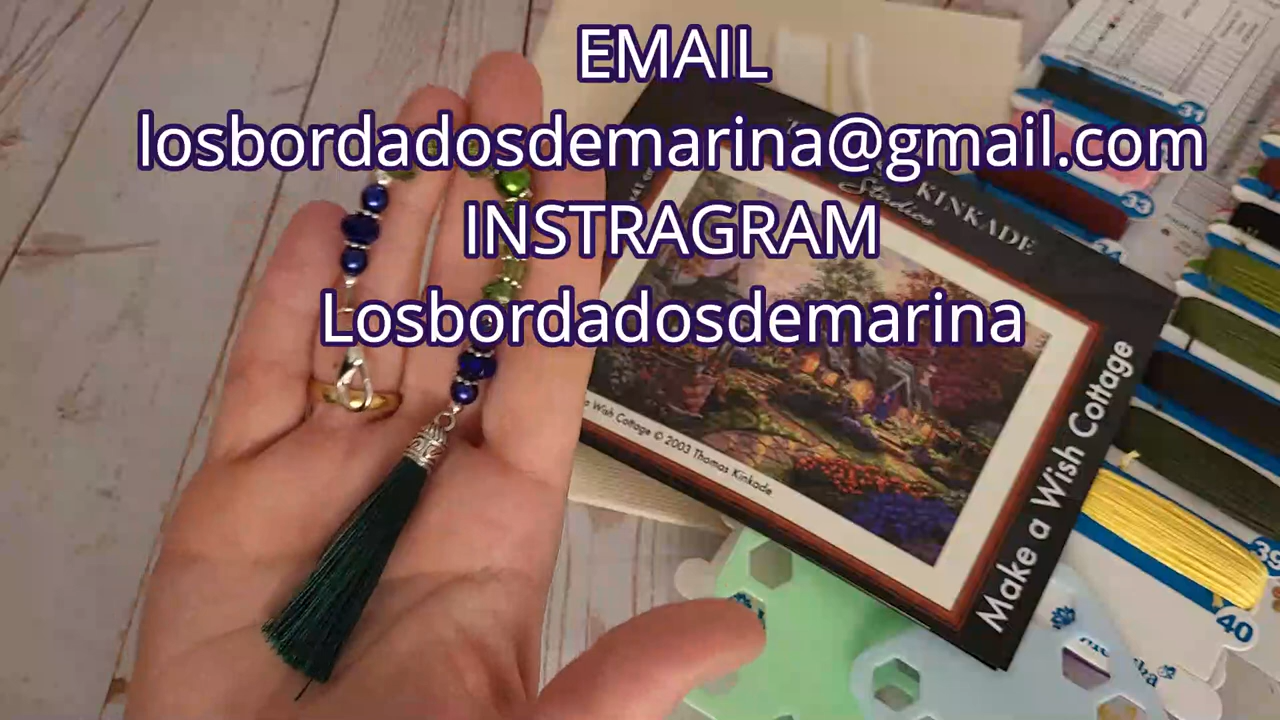 EMAIL
losbordadosdemarina@gmail.com
INSTRAGRAM
Losbordadosdemarina
KINKADE
Studios
Wish Cottage © 2003 Thomas Kinkade
Make a Wish Cottage
31
33
39
40